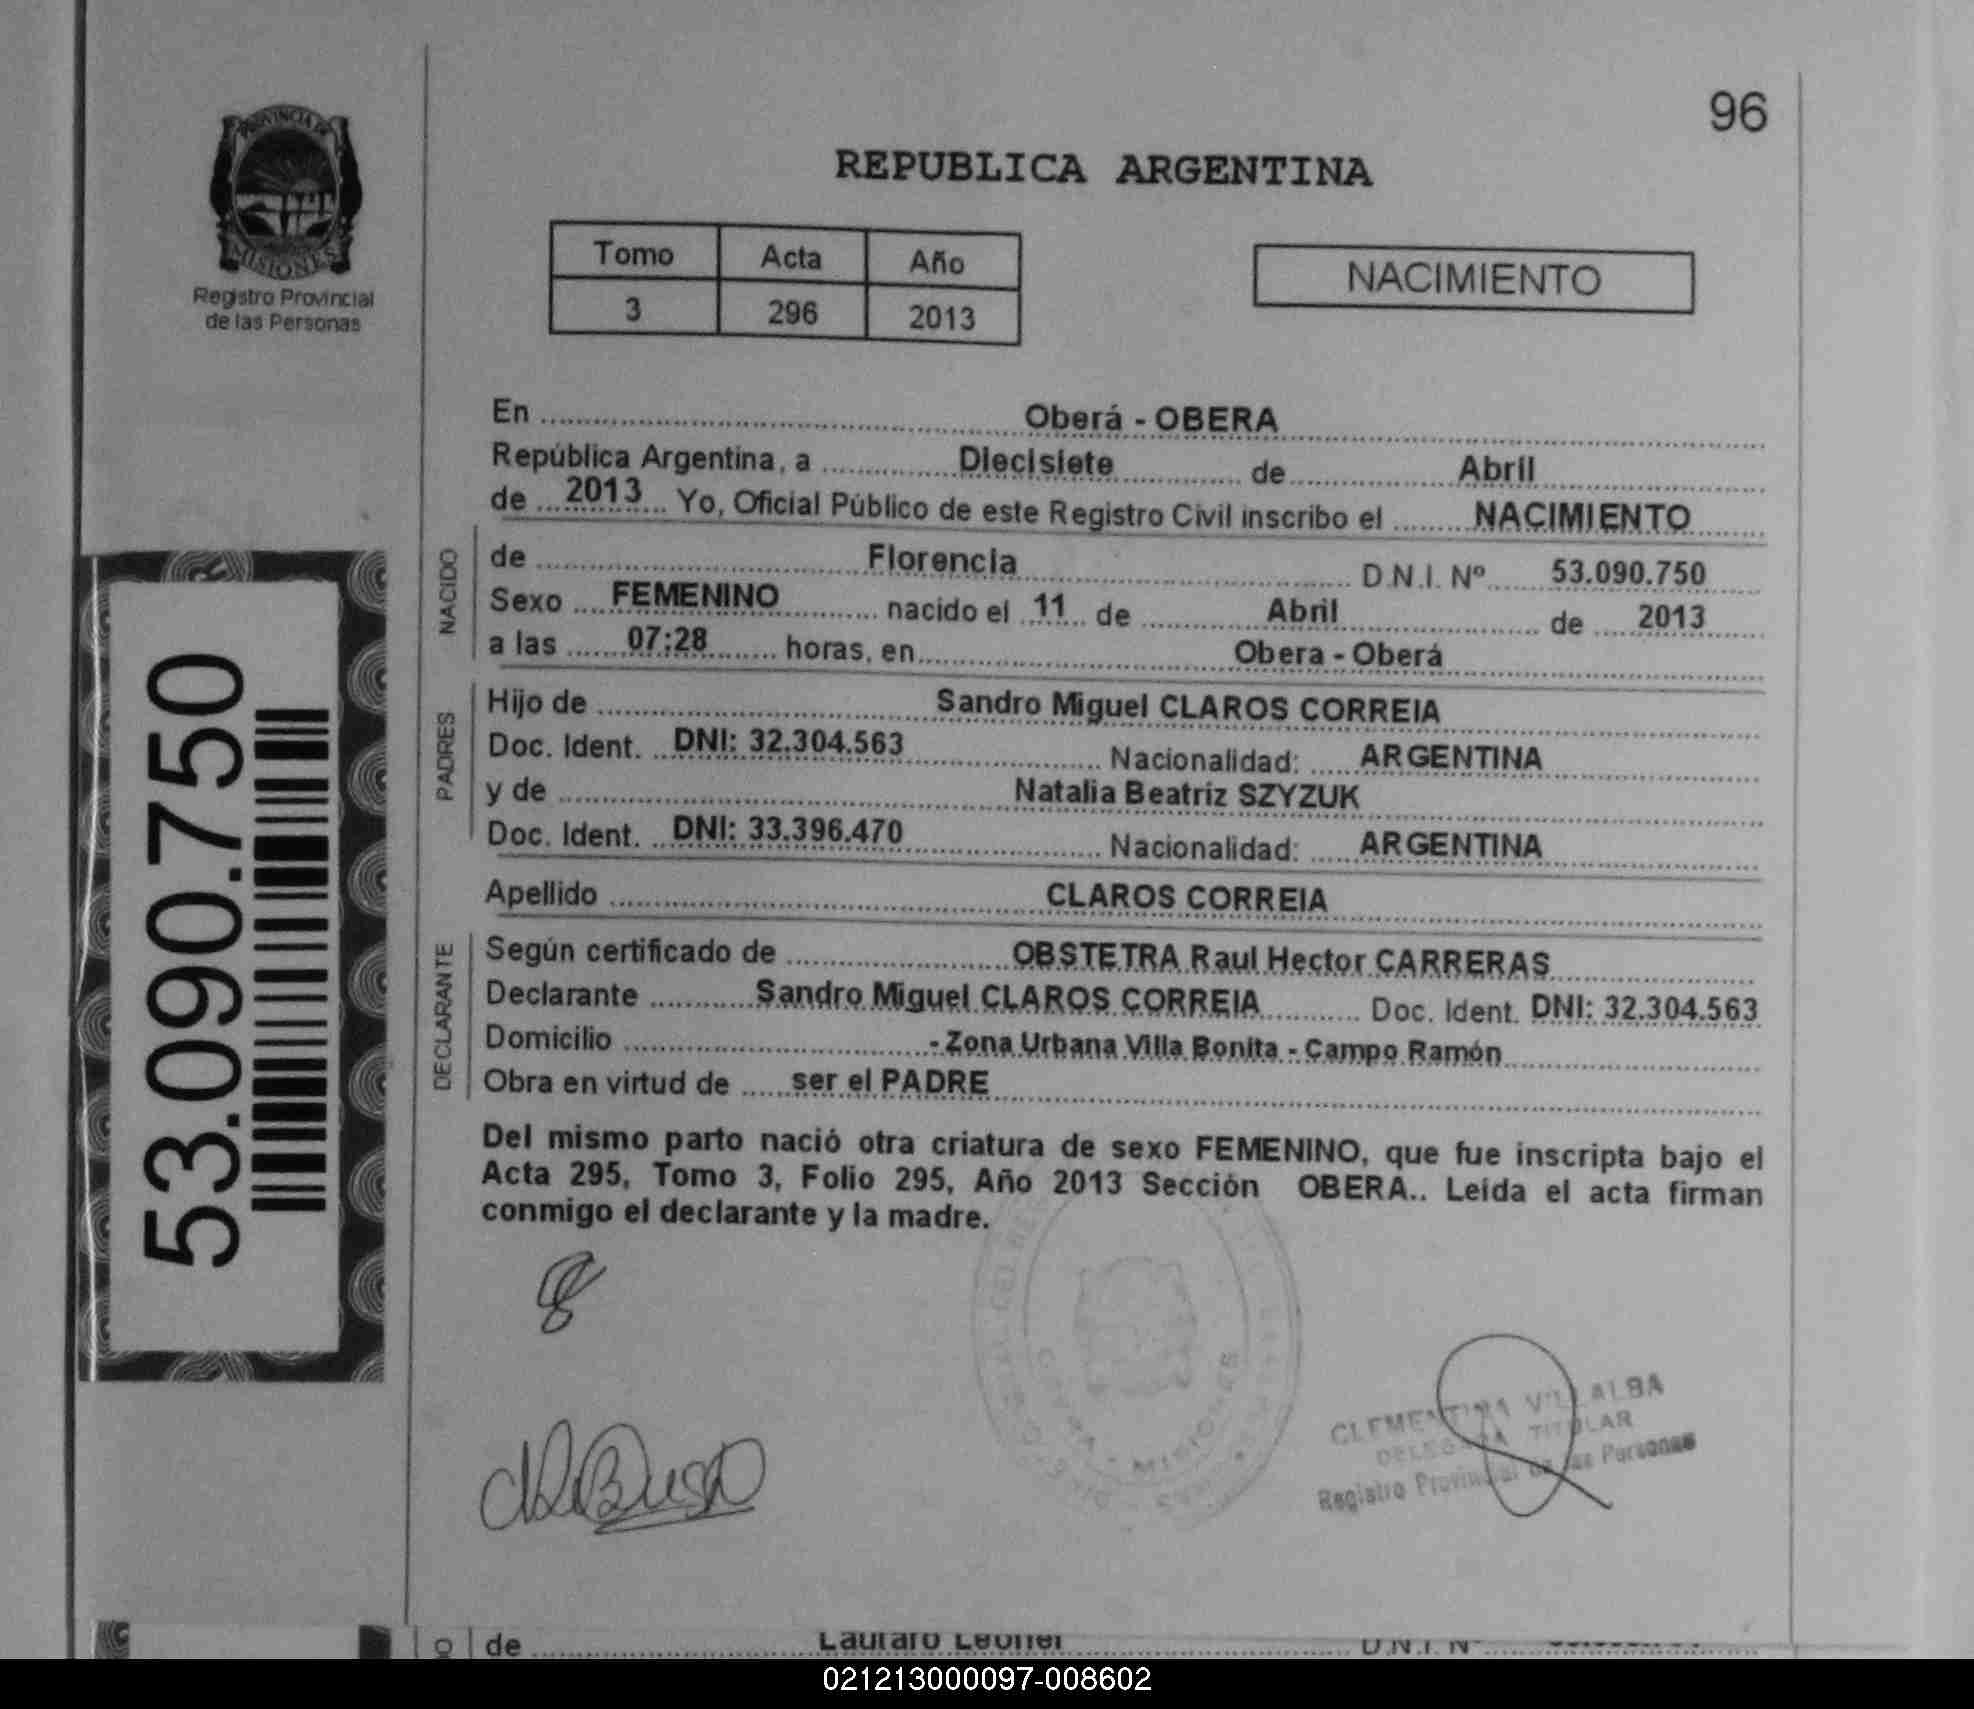 96
PROVINCIA DE
MISIONES
Registro Provincial
de las Personas
REPUBLICA ARGENTINA
Tomo Acta Año
3 296 2013
NACIMIENTO
En Oberá - OBERA
República Argentina, a Diecisiete de Abril
de 2013 Yo, Oficial Público de este Registro Civil inscribo el NACIMIENTO
NACIDO
de Florencia D.N.I. Nº 53.090.750
Sexo FEMENINO nacido el 11 de Abril de 2013
a las 07:28 horas, en Obera - Oberá
PADRES
Hijo de Sandro Miguel CLAROS CORREIA
Doc. Ident. DNI: 32.304.563 Nacionalidad: ARGENTINA
y de Natalia Beatriz SZYZUK
Doc. Ident. DNI: 33.396.470 Nacionalidad: ARGENTINA
Apellido CLAROS CORREIA
DECLARANTE
Según certificado de OBSTETRA Raul Hector CARRERAS
Declarante Sandro Miguel CLAROS CORREIA Doc. Ident. DNI: 32.304.563
Domicilio - Zona Urbana Villa Bonita - Campo Ramón
Obra en virtud de ser el PADRE
Del mismo parto nació otra criatura de sexo FEMENINO, que fue inscripta bajo el
Acta 295, Tomo 3, Folio 295, Año 2013 Sección OBERA.. Leída el acta firman
conmigo el declarante y la madre.
53.090.750
MISIONES
CLEMENTINA VILLALBA
DELEGADA TITULAR
Registro Provincial de las Personas
de Lautaro Leonel D.N.I. Nº
021213000097-008602